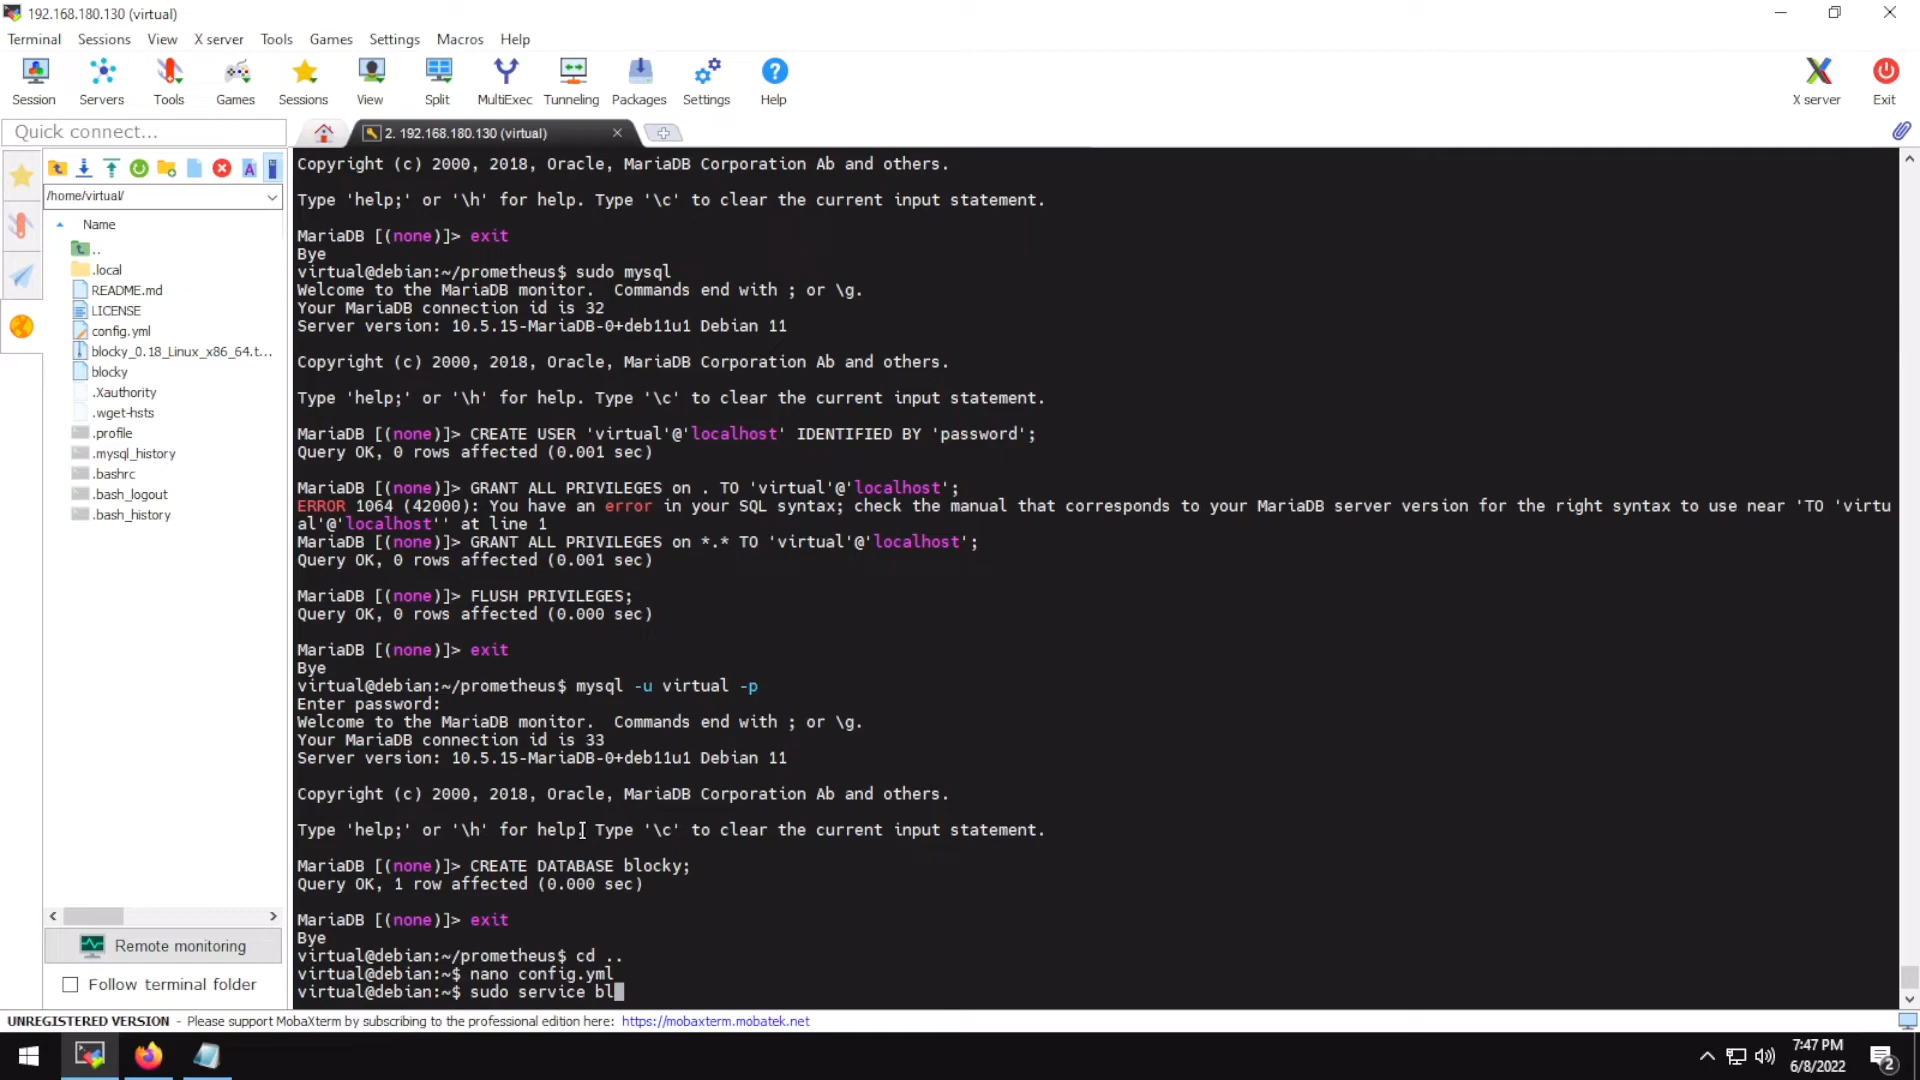 192.168.180.130 (virtual)
Terminal Sessions View X server Tools Games Settings Macros Help
Session Servers Tools Games Sessions View Split MultiExec Tunneling Packages Settings Help X server Exit
Quick connect...
2. 192.168.180.130 (virtual)
/home/virtual/
Name
..
.local
README.md
LICENSE
config.yml
blocky_0.18_Linux_x86_64.t...
blocky
.Xauthority
.wget-hsts
.profile
.mysql_history
.bashrc
.bash_logout
.bash_history
Remote monitoring
Follow terminal folder
Copyright (c) 2000, 2018, Oracle, MariaDB Corporation Ab and others.
Type 'help;' or '\h' for help. Type '\c' to clear the current input statement.
MariaDB [(none)]> exit
Bye
virtual@debian:~/prometheus$ sudo mysql
Welcome to the MariaDB monitor.  Commands end with ; or \g.
Your MariaDB connection id is 32
Server version: 10.5.15-MariaDB-0+deb11u1 Debian 11
Copyright (c) 2000, 2018, Oracle, MariaDB Corporation Ab and others.
Type 'help;' or '\h' for help. Type '\c' to clear the current input statement.
MariaDB [(none)]> CREATE USER 'virtual'@'localhost' IDENTIFIED BY 'password';
Query OK, 0 rows affected (0.001 sec)
MariaDB [(none)]> GRANT ALL PRIVILEGES on . TO 'virtual'@'localhost';
ERROR 1064 (42000): You have an error in your SQL syntax; check the manual that corresponds to your MariaDB server version for the right syntax to use near 'TO 'virtu
al'@'localhost'' at line 1
MariaDB [(none)]> GRANT ALL PRIVILEGES on *.* TO 'virtual'@'localhost';
Query OK, 0 rows affected (0.001 sec)
MariaDB [(none)]> FLUSH PRIVILEGES;
Query OK, 0 rows affected (0.000 sec)
MariaDB [(none)]> exit
Bye
virtual@debian:~/prometheus$ mysql -u virtual -p
Enter password:
Welcome to the MariaDB monitor.  Commands end with ; or \g.
Your MariaDB connection id is 33
Server version: 10.5.15-MariaDB-0+deb11u1 Debian 11
Copyright (c) 2000, 2018, Oracle, MariaDB Corporation Ab and others.
Type 'help;' or '\h' for help. Type '\c' to clear the current input statement.
MariaDB [(none)]> CREATE DATABASE blocky;
Query OK, 1 row affected (0.000 sec)
MariaDB [(none)]> exit
Bye
virtual@debian:~/prometheus$ cd ..
virtual@debian:~$ nano config.yml
virtual@debian:~$ sudo service bl
UNREGISTERED VERSION - Please support MobaXterm by subscribing to the professional edition here: https://mobaxterm.mobatek.net
7:47 PM
6/8/2022
2